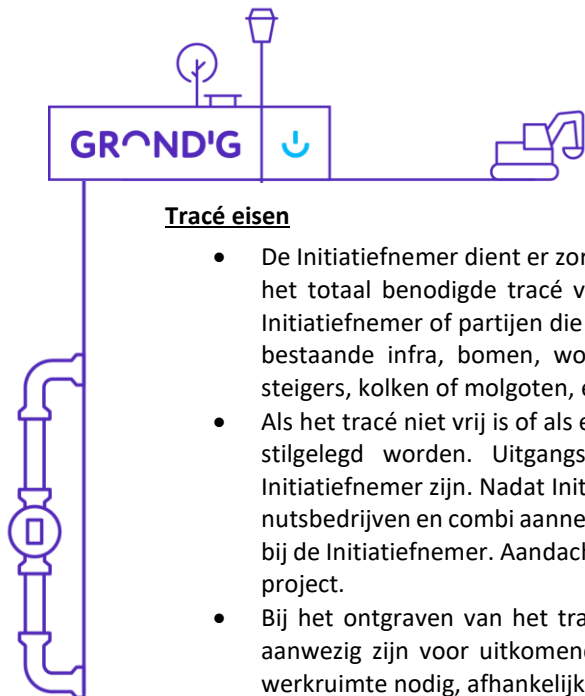 GROND'G
Tracé eisen
• De Initiatiefnemer dient er zor
het totaal benodigde tracé v
Initiatiefnemer of partijen die
bestaande infra, bomen, wo
steigers, kolken of molgoten, e
• Als het tracé niet vrij is of als e
stilgelegd worden. Uitgangs
Initiatiefnemer zijn. Nadat Init
nutsbedrijven en combi aanne
bij de Initiatiefnemer. Aandach
project.
• Bij het ontgraven van het tra
aanwezig zijn voor uitkomend
werkruimte nodig, afhankelijk